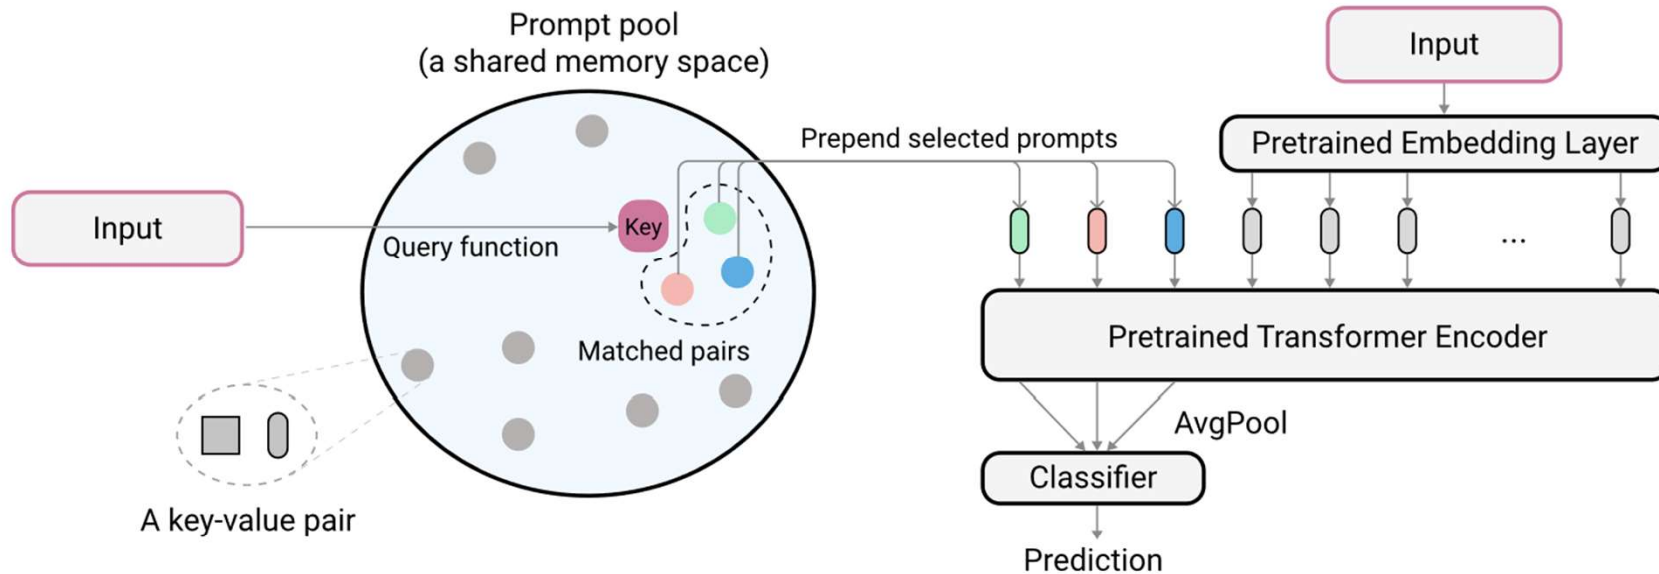 Prompt pool
(a shared memory space)
Input
Query function
Key
Matched pairs
A key-value pair
Prepend selected prompts
Input
Pretrained Embedding Layer
...
Pretrained Transformer Encoder
AvgPool
Classifier
Prediction